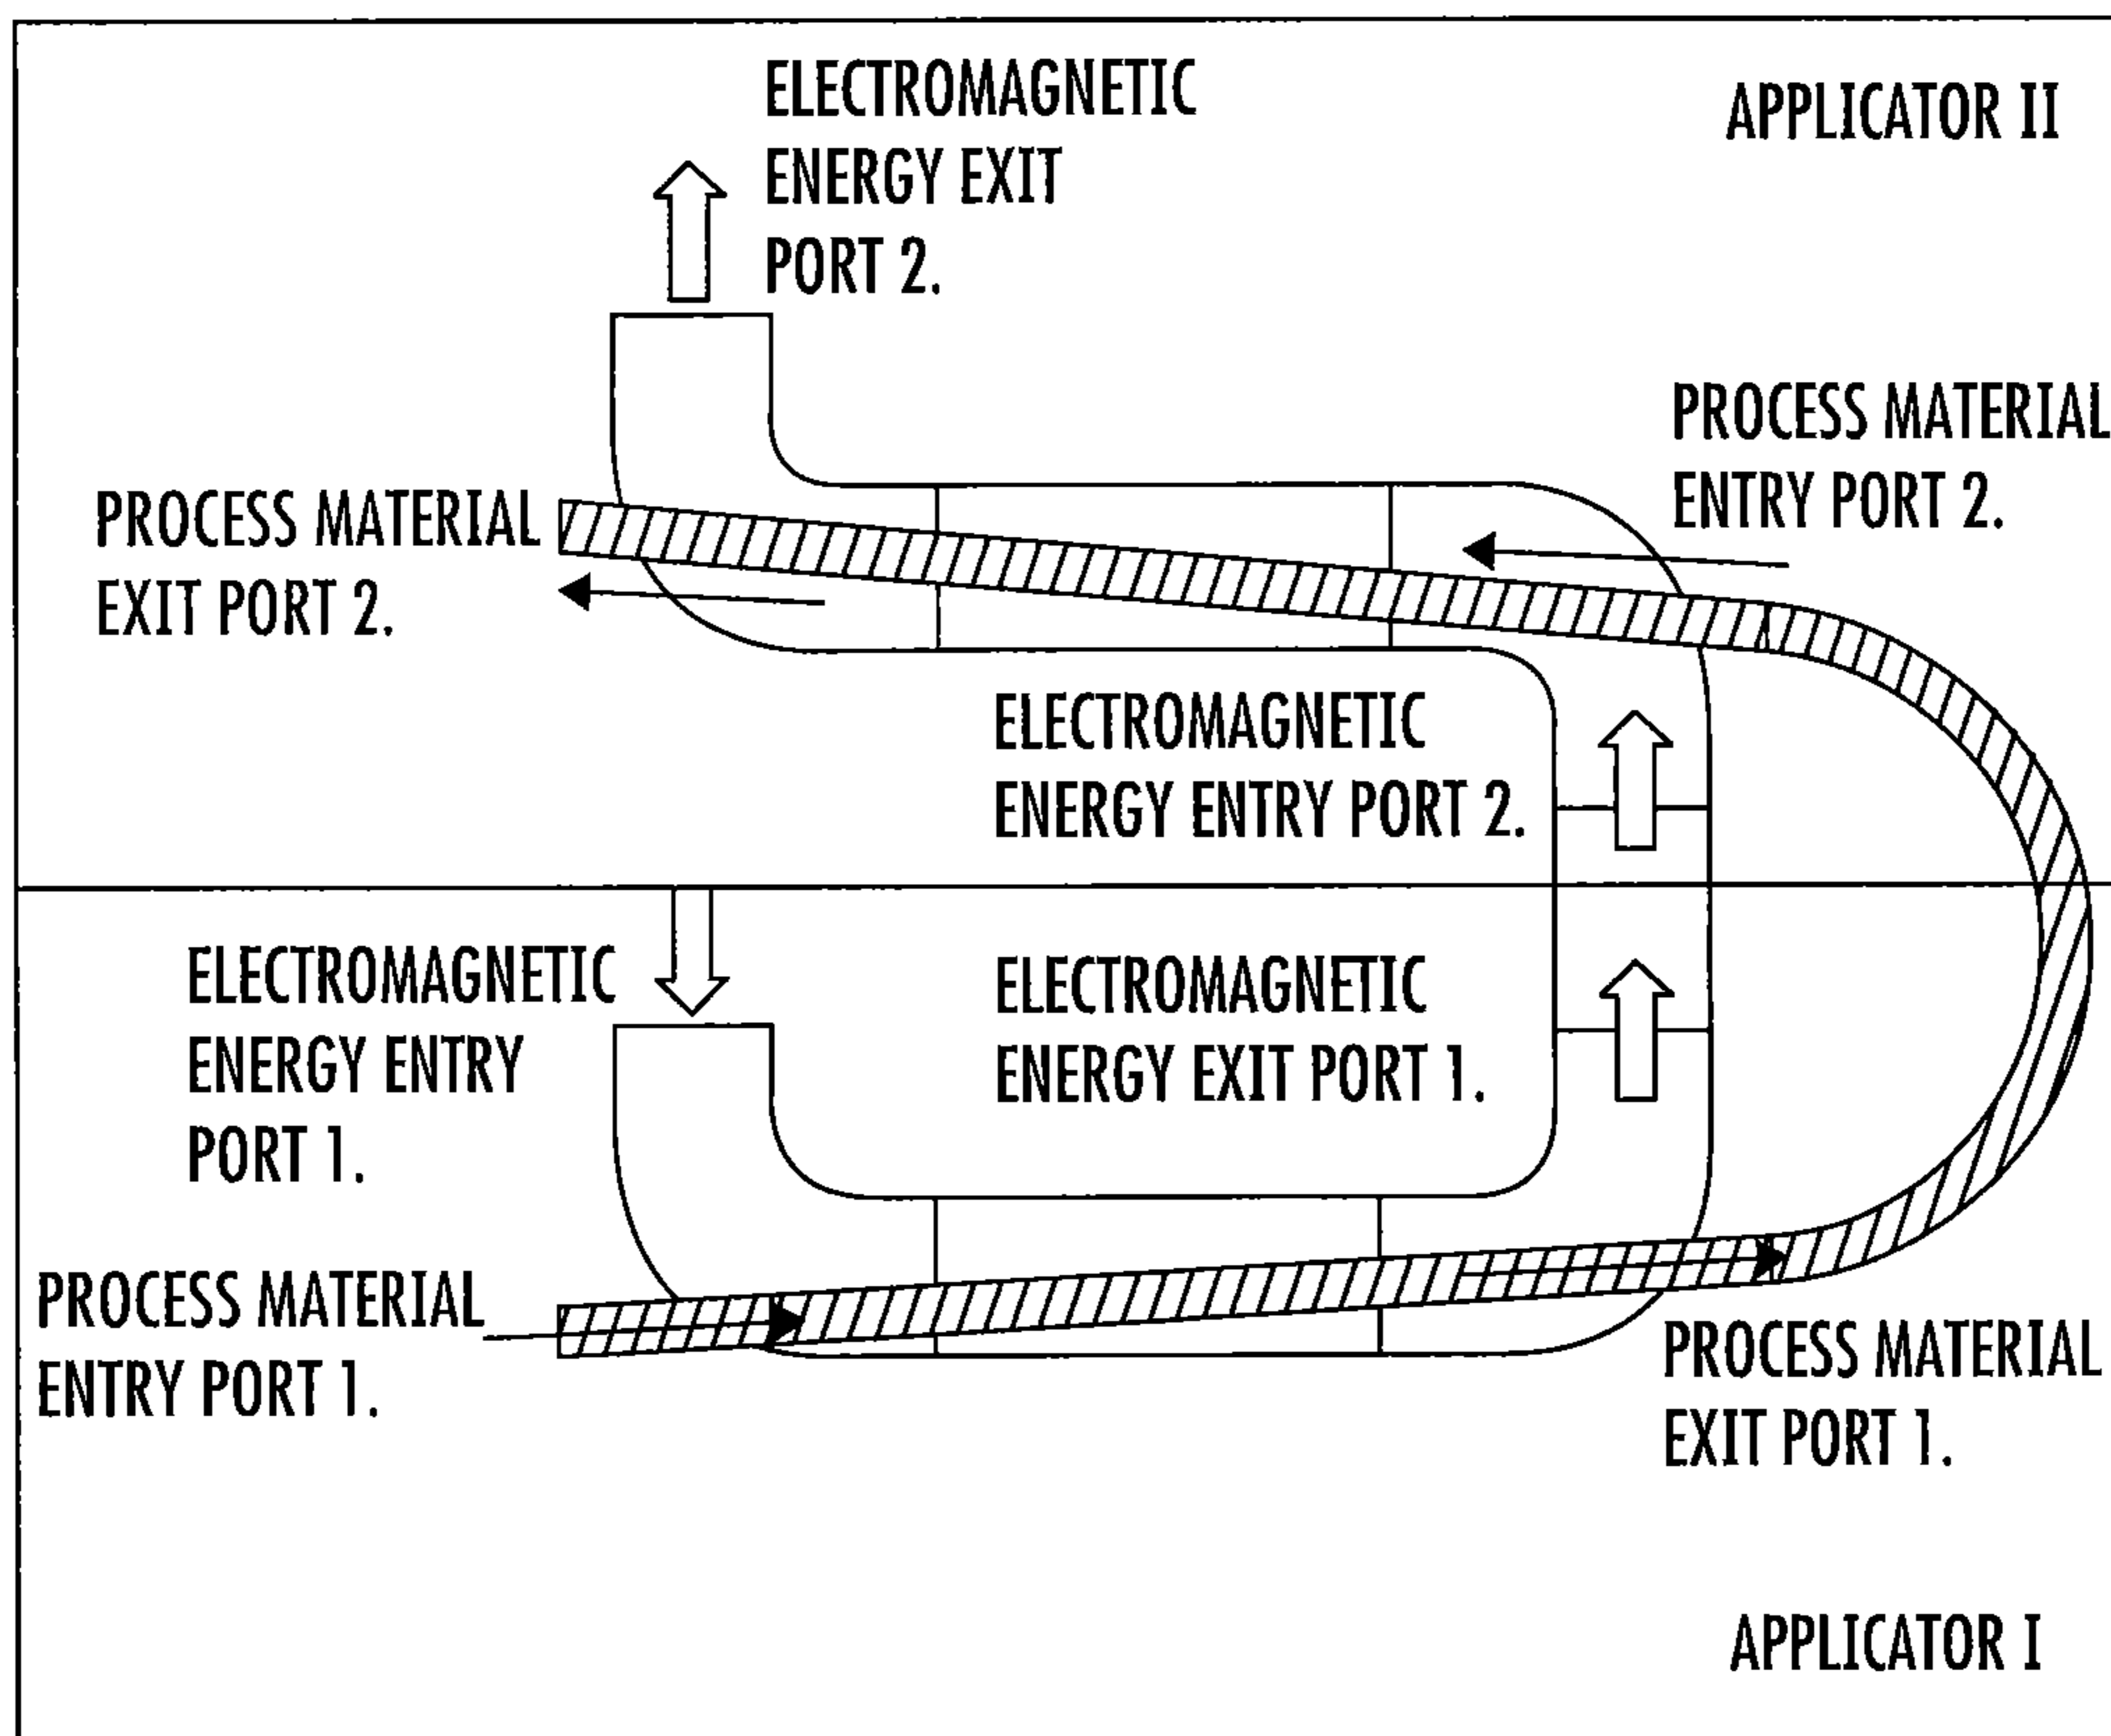 ELECTROMAGNETIC
ENERGY EXIT
PORT 2.
APPLICATOR II
PROCESS MATERIAL
ENTRY PORT 2.
PROCESS MATERIAL
EXIT PORT 2.
ELECTROMAGNETIC
ENERGY ENTRY PORT 2.
ELECTROMAGNETIC
ENERGY ENTRY
PORT 1.
ELECTROMAGNETIC
ENERGY EXIT PORT 1.
PROCESS MATERIAL
ENTRY PORT 1.
PROCESS MATERIAL
EXIT PORT 1.
APPLICATOR I